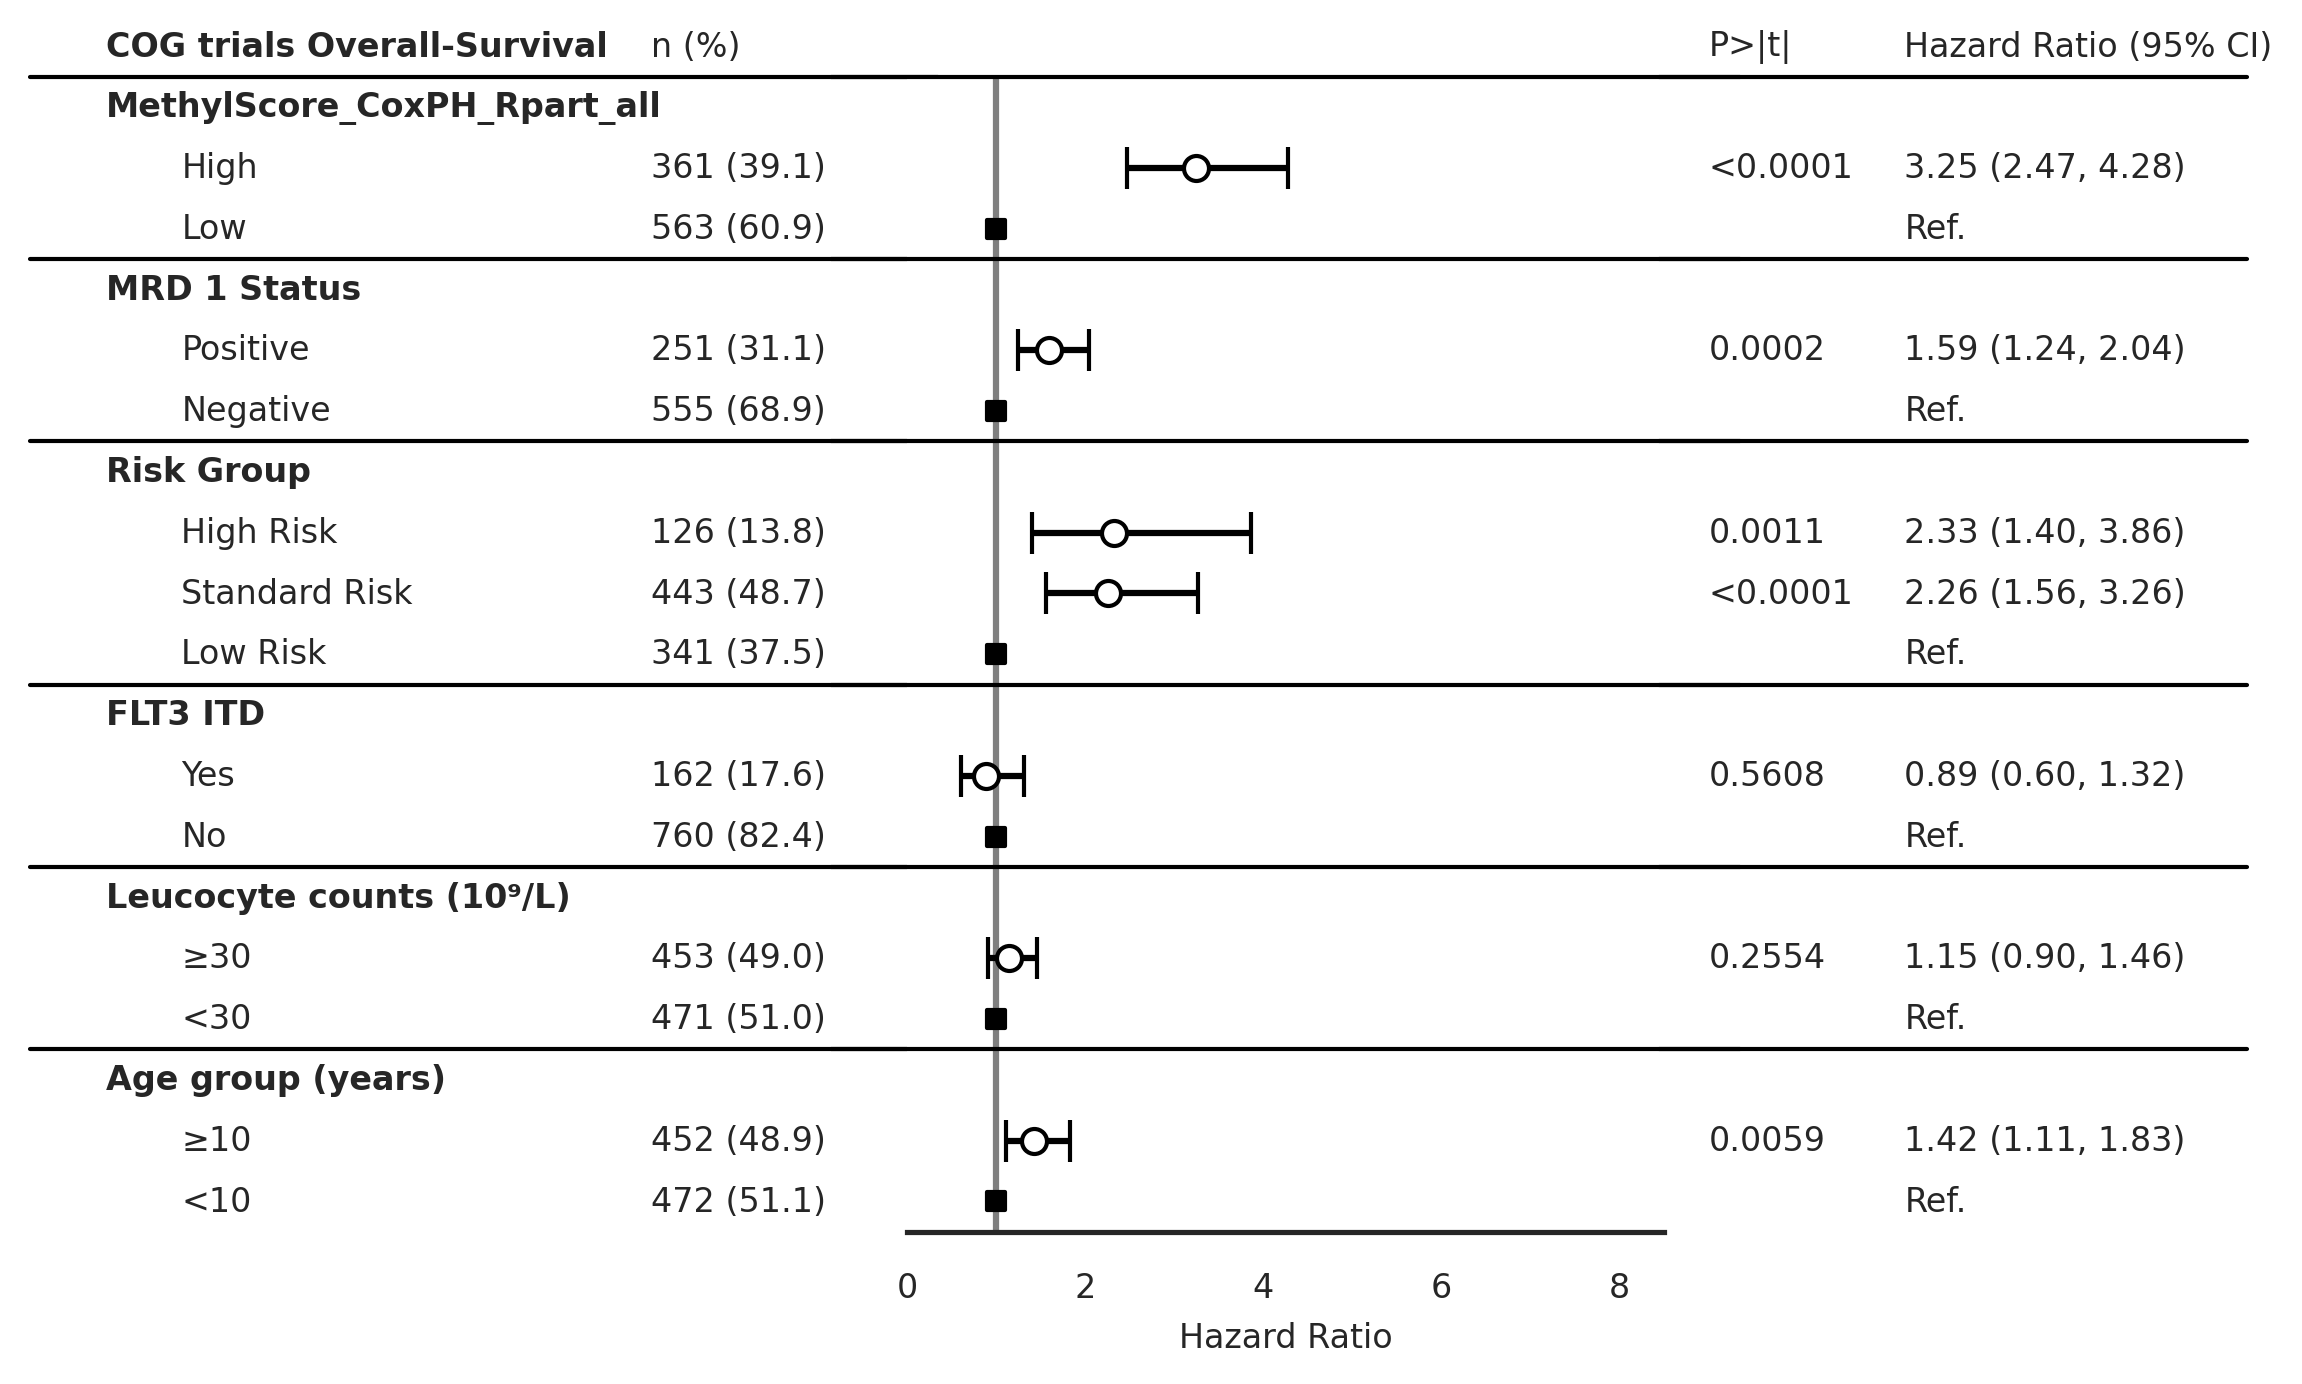 COG trials Overall-Survival n (%) P>|t| Hazard Ratio (95% CI)
MethylScore_CoxPH_Rpart_all
High 361 (39.1) <0.0001 3.25 (2.47, 4.28)
Low 563 (60.9) Ref.
MRD 1 Status
Positive 251 (31.1) 0.0002 1.59 (1.24, 2.04)
Negative 555 (68.9) Ref.
Risk Group
High Risk 126 (13.8) 0.0011 2.33 (1.40, 3.86)
Standard Risk 443 (48.7) <0.0001 2.26 (1.56, 3.26)
Low Risk 341 (37.5) Ref.
FLT3 ITD
Yes 162 (17.6) 0.5608 0.89 (0.60, 1.32)
No 760 (82.4) Ref.
Leucocyte counts (10⁹/L)
≥30 453 (49.0) 0.2554 1.15 (0.90, 1.46)
<30 471 (51.0) Ref.
Age group (years)
≥10 452 (48.9) 0.0059 1.42 (1.11, 1.83)
<10 472 (51.1) Ref.
0 2 4 6 8
Hazard Ratio